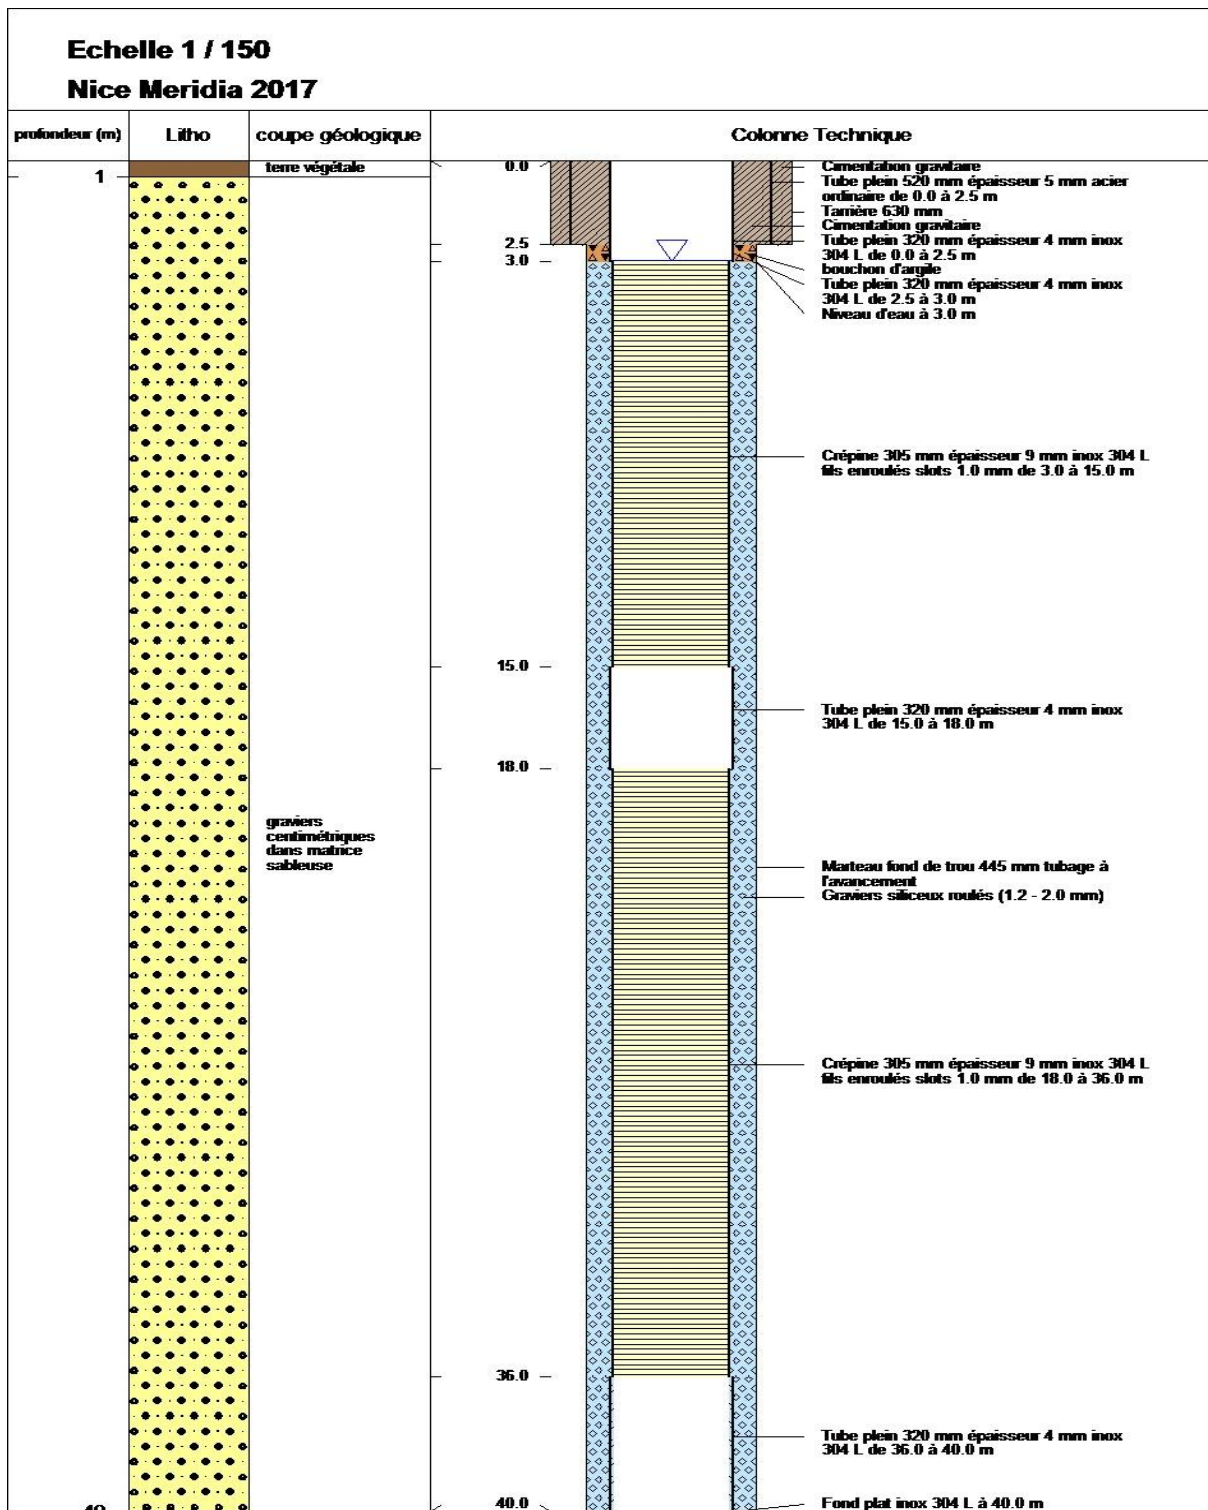 Echelle 1 / 150
Nice Meridia 2017
profondeur (m)
Litho
coupe géologique
Colonne Technique
terre végétale
1
0.0
2.5
3.0
Cimentation gravitaire
Tube plein 520 mm épaisseur 5 mm acier
ordinaire de 0.0 à 2.5 m
Tarrière 630 mm
Cimentation gravitaire
Tube plein 320 mm épaisseur 4 mm inox
304 L de 0.0 à 2.5 m
bouchon d'argile
Tube plein 320 mm épaisseur 4 mm inox
304 L de 2.5 à 3.0 m
Niveau d'eau à 3.0 m
Crépine 305 mm épaisseur 9 mm inox 304 L
fils enroulés slots 1.0 mm de 3.0 à 15.0 m
15.0
Tube plein 320 mm épaisseur 4 mm inox
304 L de 15.0 à 18.0 m
18.0
graviers
centimétriques
dans matrice
sableuse
Marteau fond de trou 445 mm tubage à
l'avancement
Graviers siliceux roulés (1.2 - 2.0 mm)
Crépine 305 mm épaisseur 9 mm inox 304 L
fils enroulés slots 1.0 mm de 18.0 à 36.0 m
36.0
Tube plein 320 mm épaisseur 4 mm inox
304 L de 36.0 à 40.0 m
40
40.0
Fond plat inox 304 L à 40.0 m